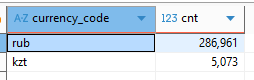 A-Z currency_code 123 cnt
rub 286,961
kzt 5,073